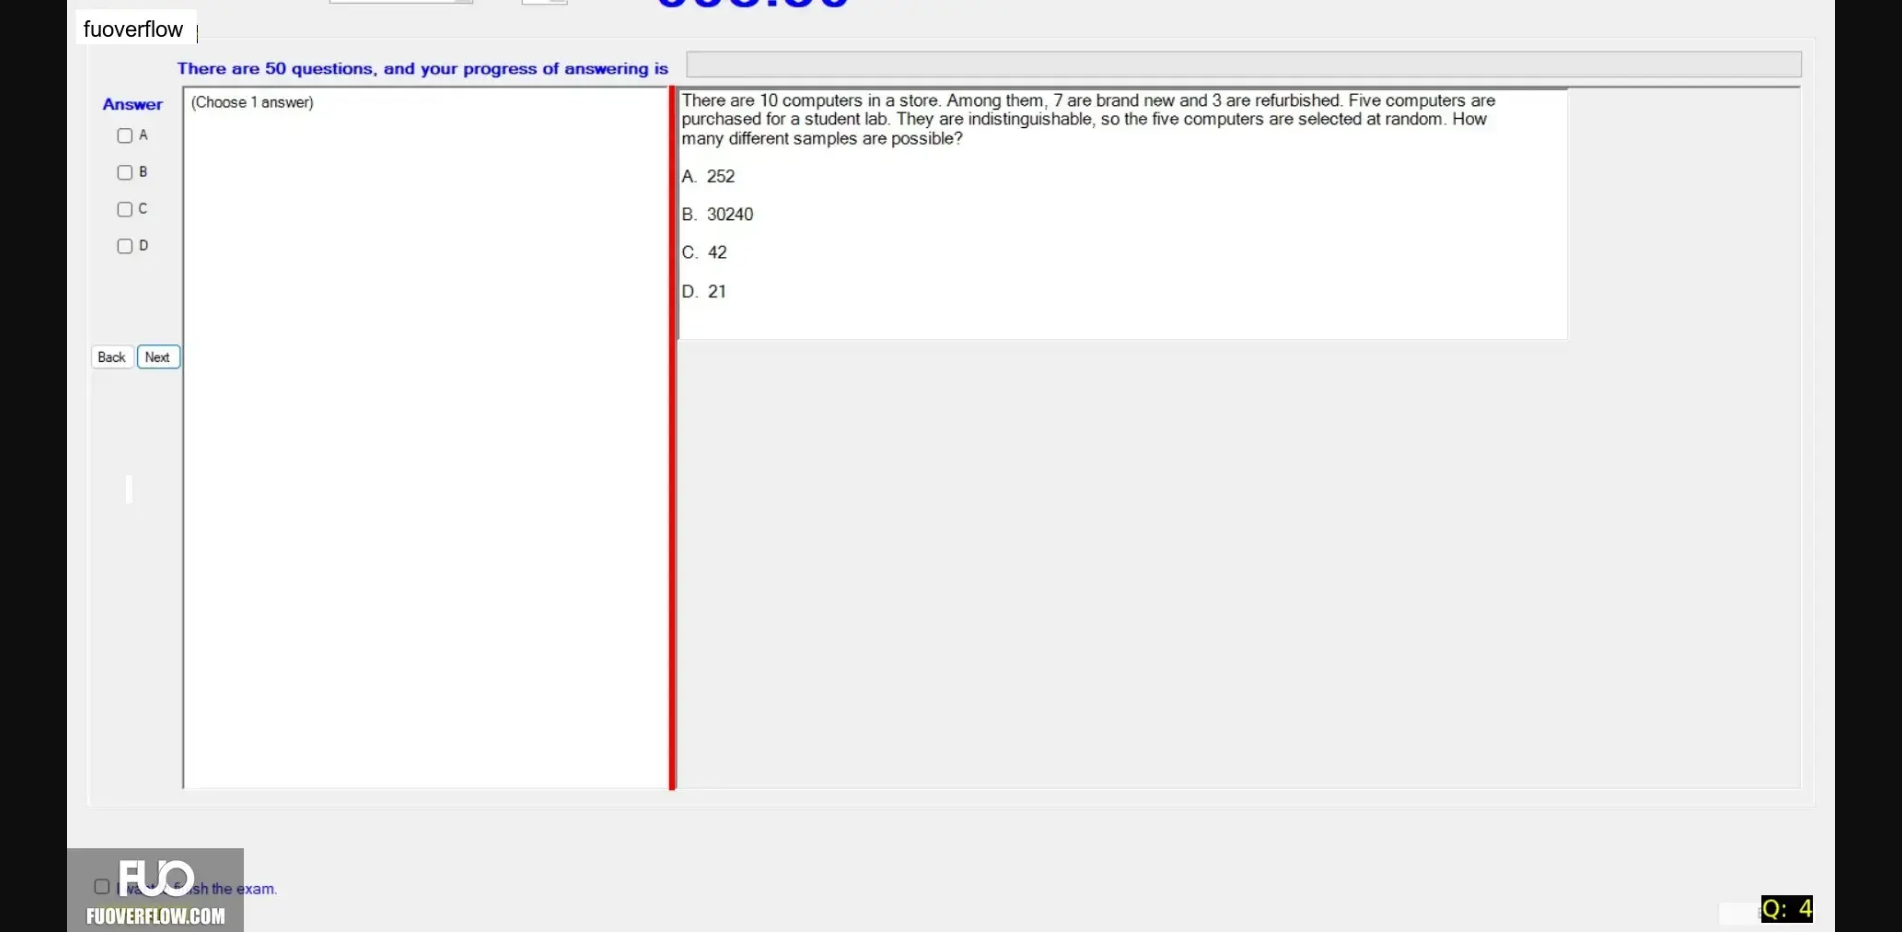 fuoverflow
There are 50 questions, and your progress of answering is
Answer
(Choose 1 answer)
A
B
C
D
Back Next
There are 10 computers in a store. Among them, 7 are brand new and 3 are refurbished. Five computers are
purchased for a student lab. They are indistinguishable, so the five computers are selected at random. How
many different samples are possible?
A. 252
B. 30240
C. 42
D. 21
FUO
the exam.
FUOVERFLOW.COM
Q: 4